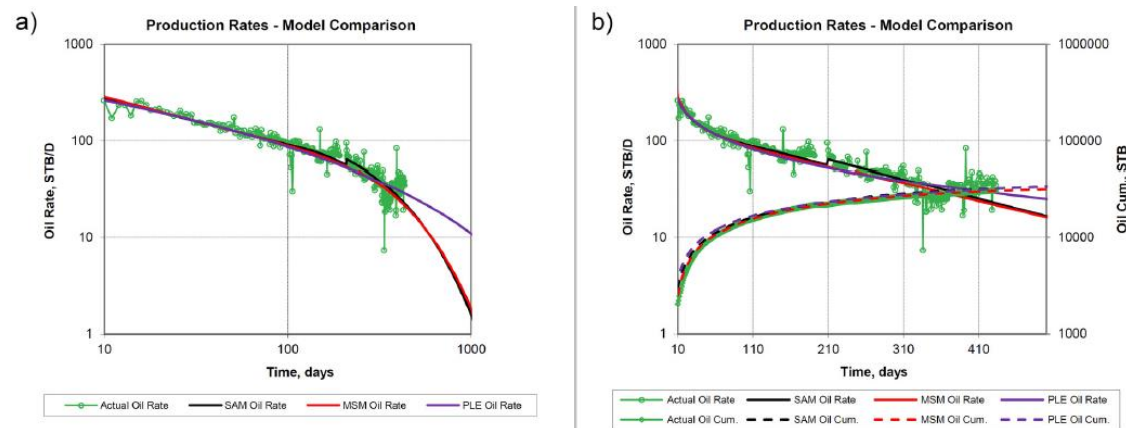 a)
Production Rates - Model Comparison
1000
100
10
1
Oil Rate, STB/D
10
100
1000
Time, days
Actual Oil Rate
SAM Oil Rate
MSM Oil Rate
PLE Oil Rate
b)
Production Rates - Model Comparison
1000
100
10
1
Oil Rate, STB/D
1000000
100000
10000
1000
Oil Cum., STB
10
110
210
310
410
Time, days
Actual Oil Rate
SAM Oil Rate
MSM Oil Rate
PLE Oil Rate
Actual Oil Cum.
SAM Oil Cum.
MSM Oil Cum.
PLE Oil Cum.